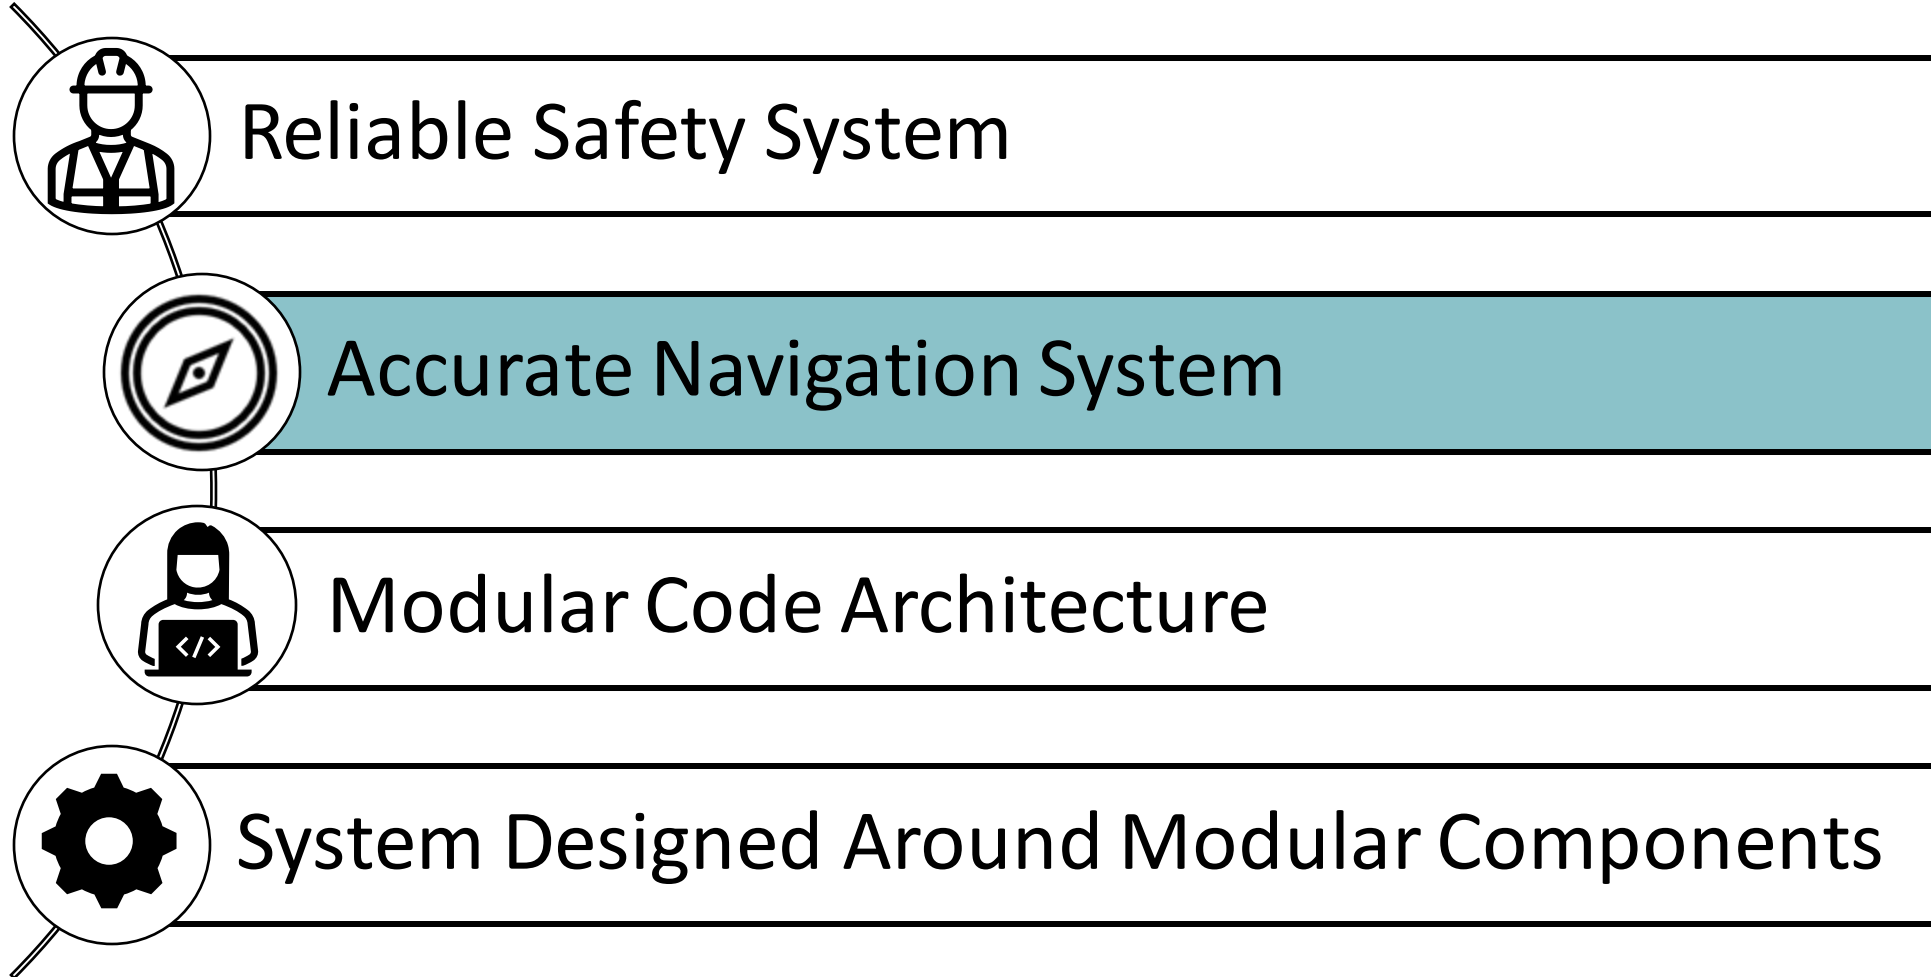 Reliable Safety System
Accurate Navigation System
Modular Code Architecture
</>
System Designed Around Modular Components